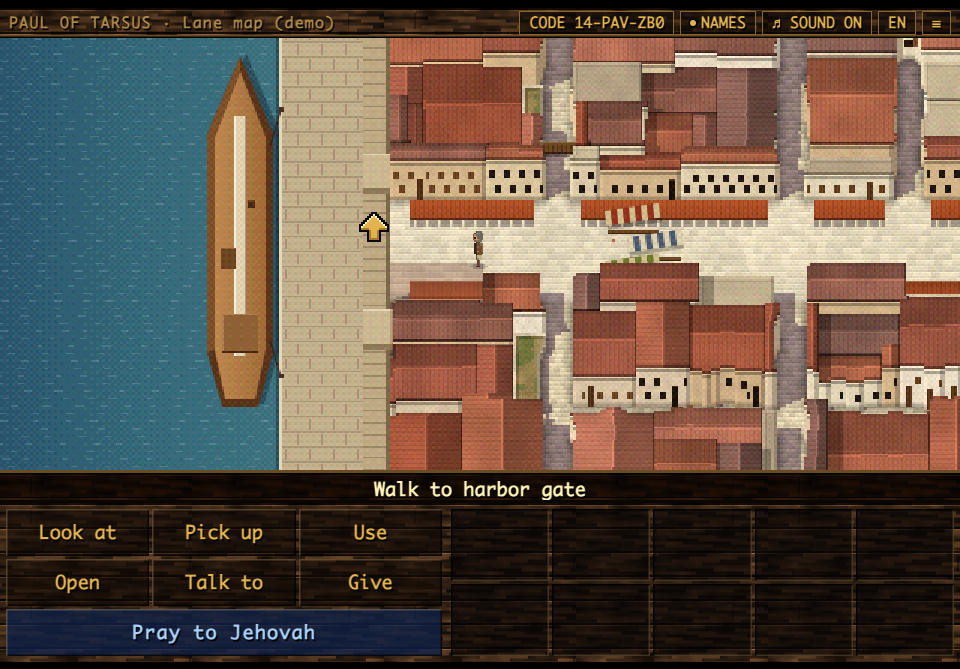 PAUL OF TARSUS · Lane map (demo)
CODE 14-PAV-ZB0
● NAMES
♬ SOUND ON
EN
≡
Walk to harbor gate
Look at
Pick up
Use
Open
Talk to
Give
Pray to Jehovah